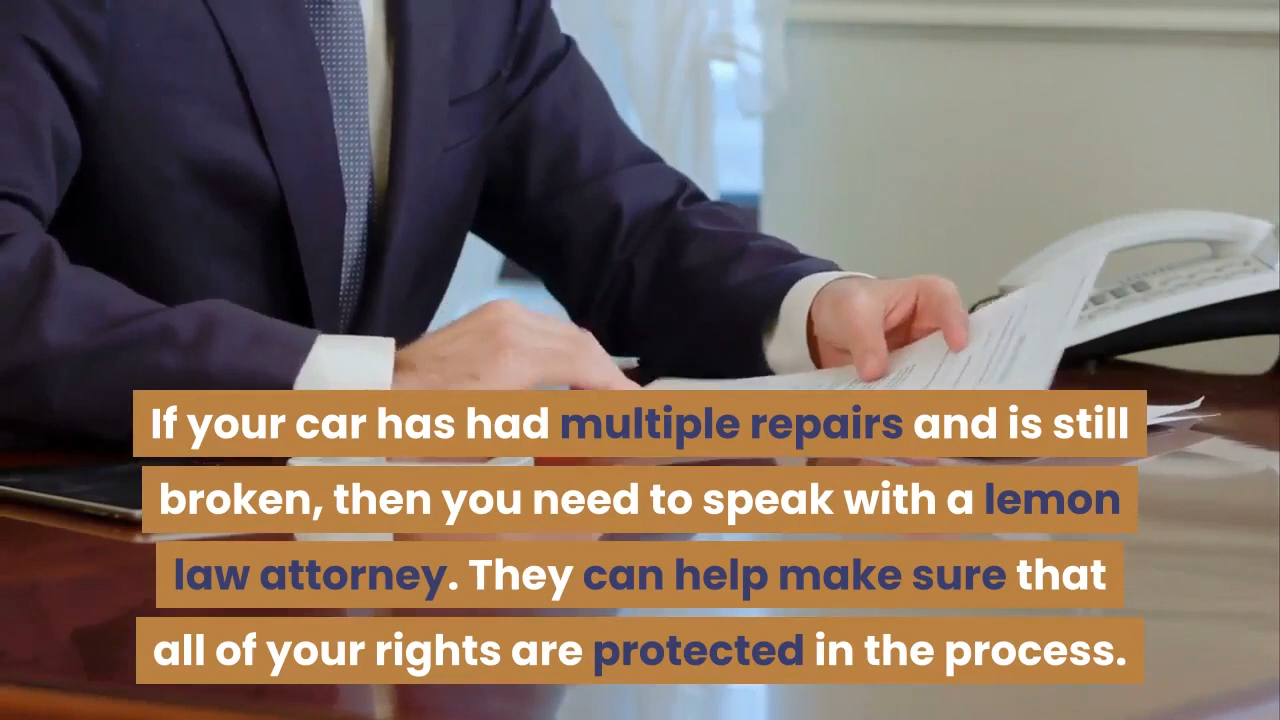 If your car has had multiple repairs and is still
broken, then you need to speak with a lemon
law attorney. They can help make sure that
all of your rights are protected in the process.